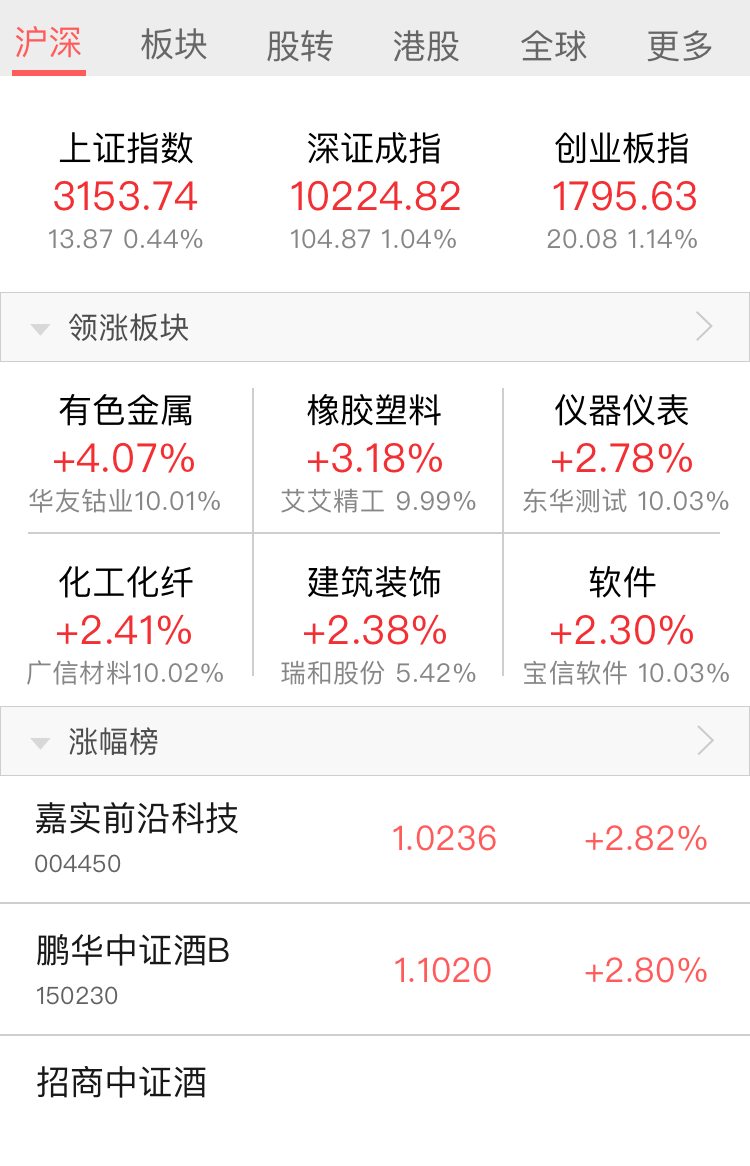 沪深 板块 股转 港股 全球 更多
上证指数 深证成指 创业板指
3153.74 10224.82 1795.63
13.87 0.44% 104.87 1.04% 20.08 1.14%
领涨板块
有色金属 橡胶塑料 仪器仪表
+4.07% +3.18% +2.78%
华友钴业10.01% 艾艾精工 9.99% 东华测试 10.03%
化工化纤 建筑装饰 软件
+2.41% +2.38% +2.30%
广信材料10.02% 瑞和股份 5.42% 宝信软件 10.03%
涨幅榜
嘉实前沿科技 1.0236 +2.82%
004450
鹏华中证酒B 1.1020 +2.80%
150230
招商中证酒